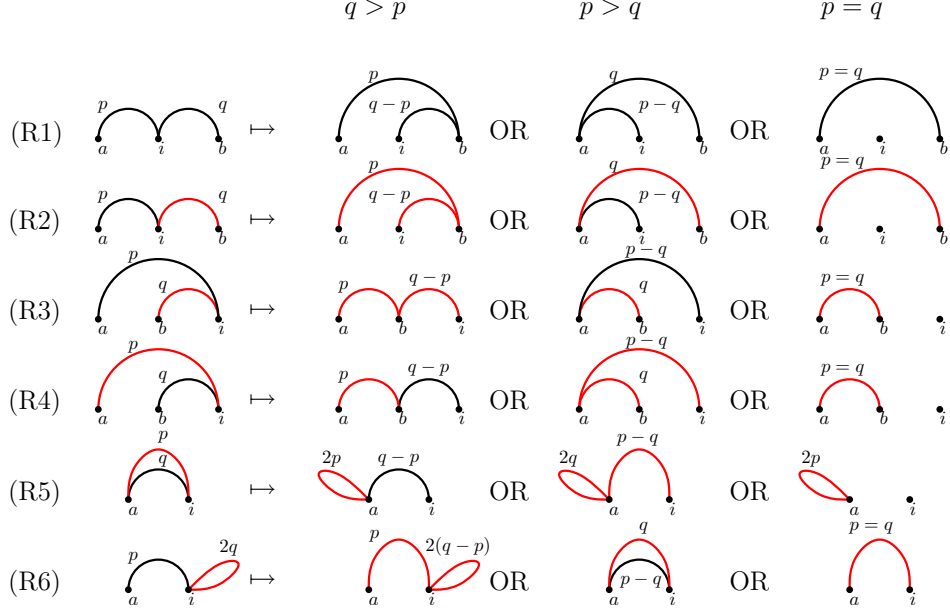 q > p p > q p = q
(R1) p q a i b ↦ p q − p a i b OR q p − q a i b OR p = q a i b
(R2) p q a i b ↦ p q − p a i b OR q p − q a i b OR p = q a i b
(R3) p q a b i ↦ p q − p a b i OR p − q q a b i OR p = q a b i
(R4) p q a b i ↦ p q − p a b i OR p − q q a b i OR p = q a b i
(R5) p q a i ↦ 2p q − p a i OR 2q p − q a i OR 2p a i
(R6) p 2q a i ↦ p 2(q − p) a i OR q p − q a i OR p = q a i